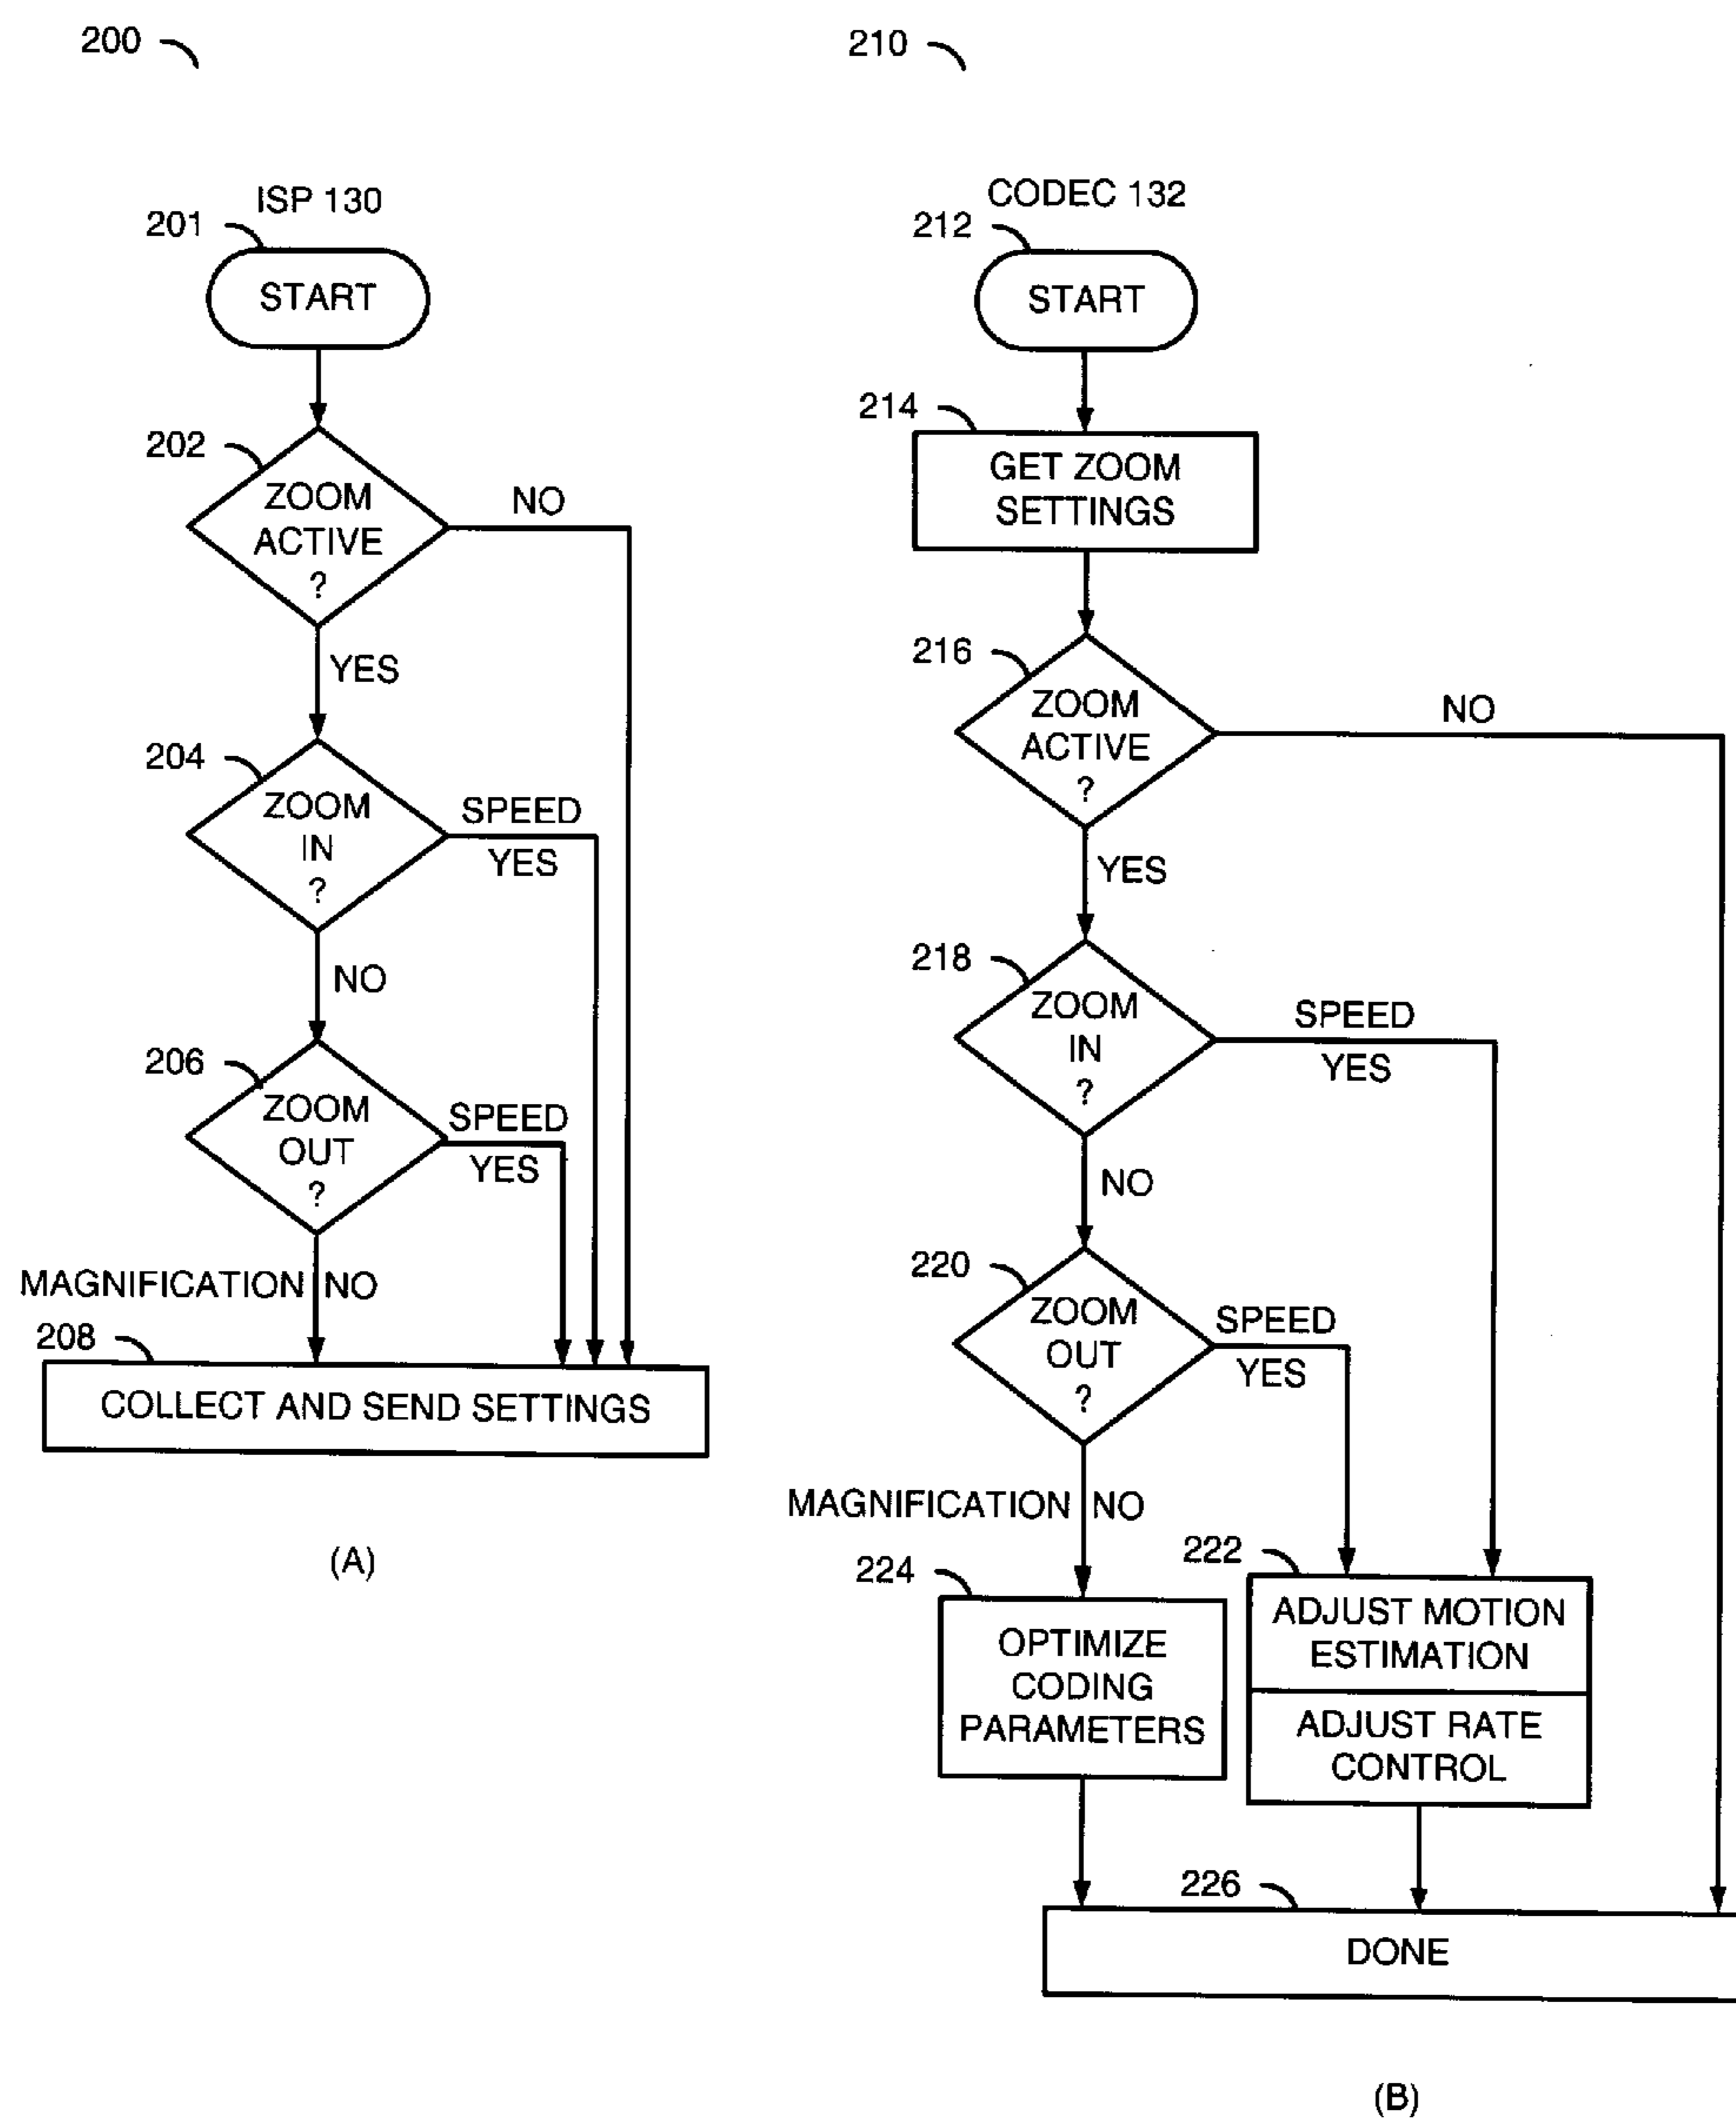 200
ISP 130
201
START
202
ZOOM
ACTIVE
?
NO
YES
204
ZOOM
IN
?
SPEED
YES
NO
206
ZOOM
OUT
?
SPEED
YES
MAGNIFICATION NO
208
COLLECT AND SEND SETTINGS
(A)
210
CODEC 132
212
START
214
GET ZOOM
SETTINGS
216
ZOOM
ACTIVE
?
NO
YES
218
ZOOM
IN
?
SPEED
YES
NO
220
ZOOM
OUT
?
SPEED
YES
MAGNIFICATION NO
224
OPTIMIZE
CODING
PARAMETERS
222
ADJUST MOTION
ESTIMATION
ADJUST RATE
CONTROL
226
DONE
(B)